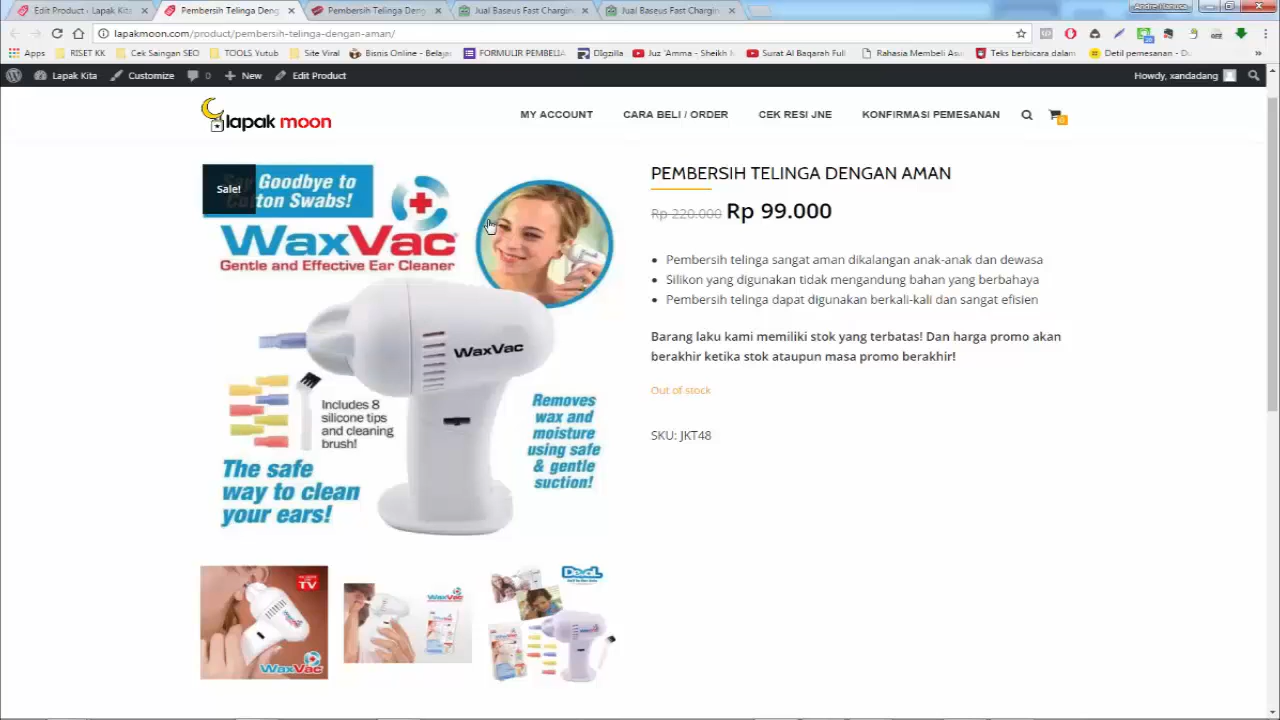 Edit Product ‹ Lapak Kita
Pembersih Telinga Deng
Pembersih Telinga Deng
Jual Baseus Fast Chargin
Jual Baseus Fast Chargin
lapakmoon.com/product/pembersih-telinga-dengan-aman/
Apps
RISET KK
Cek Saingan SEO
TOOLS Yutub
Site Viral
Bisnis Online - Belaja
FORMULIR PEMBELIA
Dlgzilla
Juz 'Amma - Sheikh
Surat Al Baqarah Full
Rahasia Membeli Asu
Teks berbicara dalam
Detil pemesanan -
Lapak Kita
Customize
0
New
Edit Product
Howdy, xandadang
lapak moon
MY ACCOUNT
CARA BELI / ORDER
CEK RESI JNE
KONFIRMASI PEMESANAN
Sale!
Goodbye to
Swabs!
WaxVac
Gentle and Effective Ear Cleaner
WaxVac
Includes 8
silicone tips
and cleaning
brush!
Removes
wax and
moisture
using safe
& gentle
suction!
The safe
way to clean
your ears!
PEMBERSIH TELINGA DENGAN AMAN
Rp 220.000 Rp 99.000
Pembersih telinga sangat aman dikalangan anak-anak dan dewasa
Silikon yang digunakan tidak mengandung bahan yang berbahaya
Pembersih telinga dapat digunakan berkali-kali dan sangat efisien
Barang laku kami memiliki stok yang terbatas! Dan harga promo akan
berakhir ketika stok ataupun masa promo berakhir!
Out of stock
SKU: JKT48
TV
WaxVac
WaxVac
DeoL